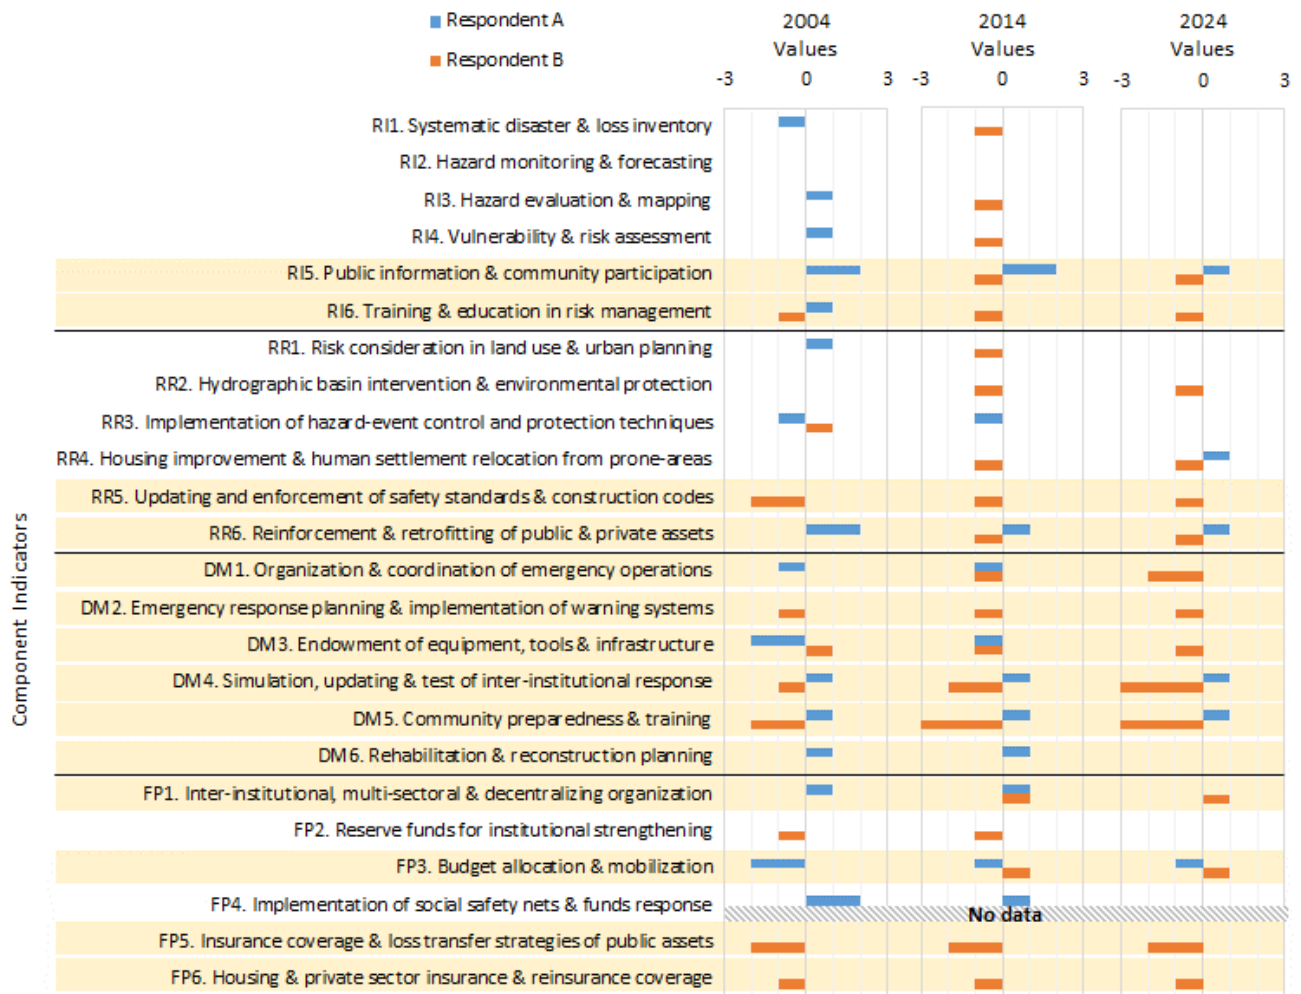 Respondent A
Respondent B
2004
Values
2014
Values
2024
Values
-3 0 3 -3 0 3 -3 0 3
RI1. Systematic disaster & loss inventory
RI2. Hazard monitoring & forecasting
RI3. Hazard evaluation & mapping
RI4. Vulnerability & risk assessment
RI5. Public information & community participation
RI6. Training & education in risk management
RR1. Risk consideration in land use & urban planning
RR2. Hydrographic basin intervention & environmental protection
RR3. Implementation of hazard-event control and protection techniques
RR4. Housing improvement & human settlement relocation from prone-areas
RR5. Updating and enforcement of safety standards & construction codes
RR6. Reinforcement & retrofitting of public & private assets
DM1. Organization & coordination of emergency operations
DM2. Emergency response planning & implementation of warning systems
DM3. Endowment of equipment, tools & infrastructure
DM4. Simulation, updating & test of inter-institutional response
DM5. Community preparedness & training
DM6. Rehabilitation & reconstruction planning
FP1. Inter-institutional, multi-sectoral & decentralizing organization
FP2. Reserve funds for institutional strengthening
FP3. Budget allocation & mobilization
FP4. Implementation of social safety nets & funds response
No data
FP5. Insurance coverage & loss transfer strategies of public assets
FP6. Housing & private sector insurance & reinsurance coverage
Component Indicators